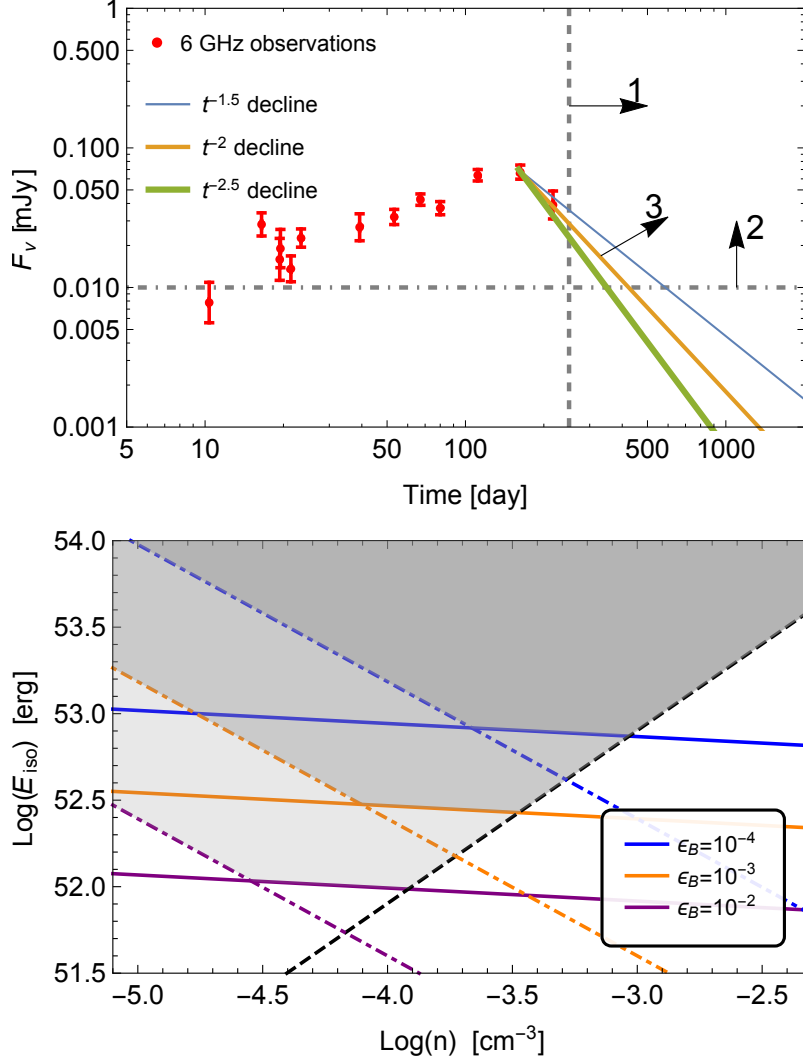 1
0.500
6 GHz observations
1
t^{-1.5} decline
0.100
t^{-2} decline
0.050
t^{-2.5} decline
3
2
F_ν [mJy]
0.010
0.005
0.001
5 10 50 100 500 1000
Time [day]
54.0
53.5
53.0
Log(E_{iso}) [erg]
52.5
ϵ_B=10^{-4}
ϵ_B=10^{-3}
52.0
ϵ_B=10^{-2}
51.5
-5.0 -4.5 -4.0 -3.5 -3.0 -2.5
Log(n) [cm^{-3}]